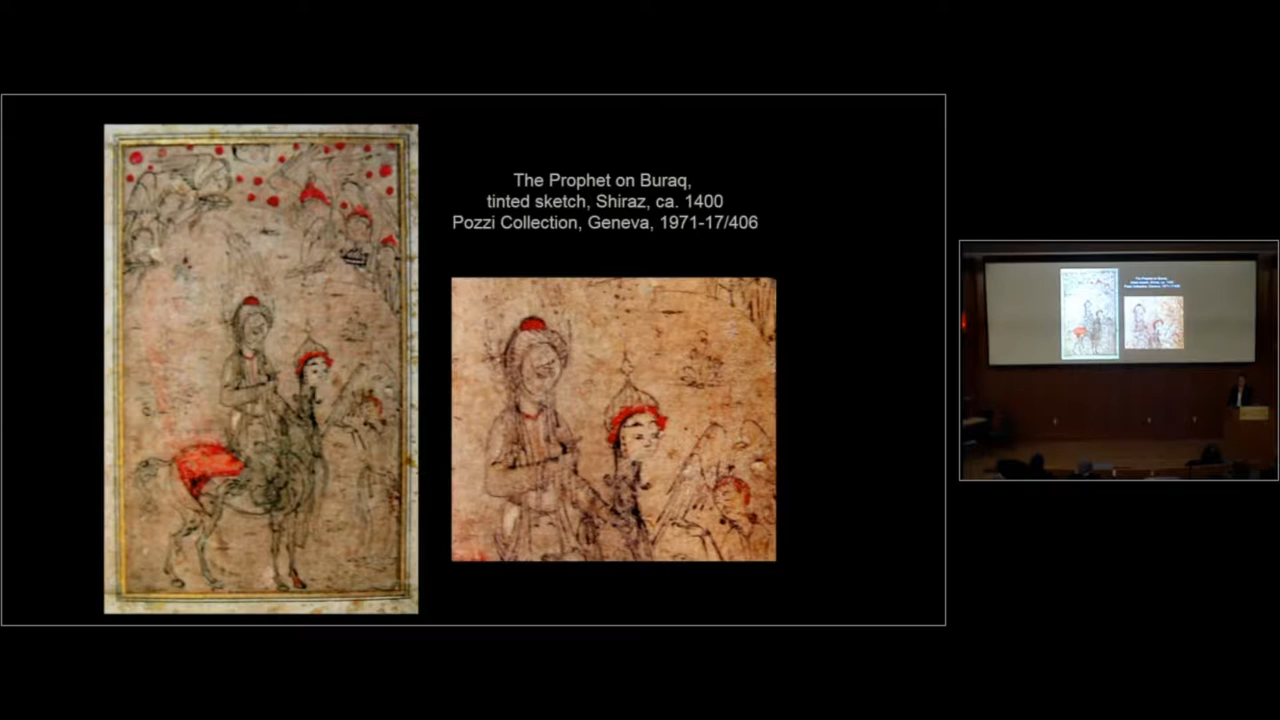 The Prophet on Buraq,
tinted sketch, Shiraz, ca. 1400
Pozzi Collection, Geneva, 1971-17/406